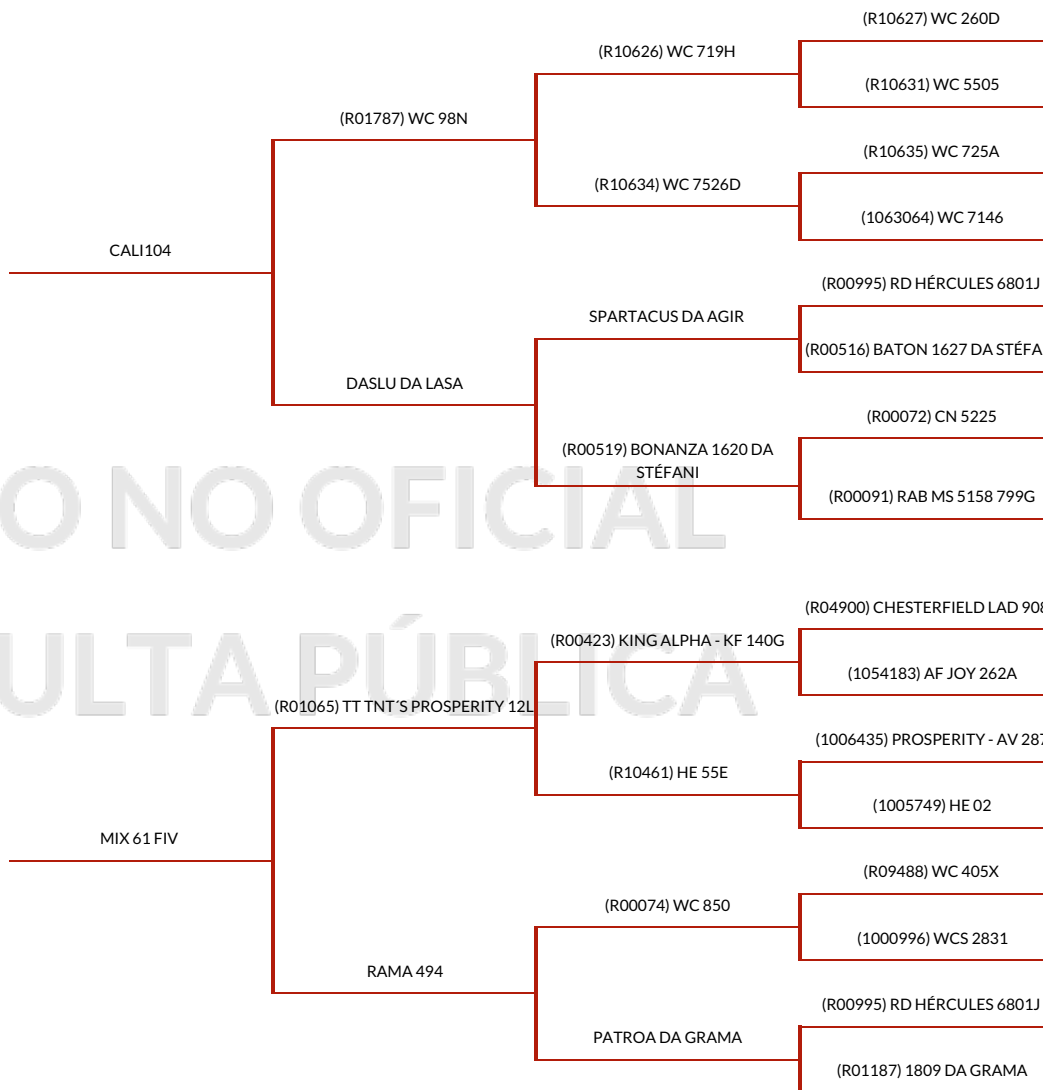 (R10627) WC 260D
(R10626) WC 719H
(R10631) WC 5505
(R01787) WC 98N
(R10635) WC 725A
(R10634) WC 7526D
(1063064) WC 7146
CALI104
(R00995) RD HÉRCULES 6801J
SPARTACUS DA AGIR
(R00516) BATON 1627 DA STÉFA
DASLU DA LASA
(R00072) CN 5225
(R00519) BONANZA 1620 DA
STÉFANI
(R00091) RAB MS 5158 799G
O NO OFICIAL
(R04900) CHESTERFIELD LAD 908
(R00423) KING ALPHA - KF 140G
(1054183) AF JOY 262A
ULTA PÚBLICA
(R01065) TT TNT´S PROSPERITY 12L
(1006435) PROSPERITY - AV 287
(R10461) HE 55E
(1005749) HE 02
MIX 61 FIV
(R09488) WC 405X
(R00074) WC 850
(1000996) WCS 2831
RAMA 494
(R00995) RD HÉRCULES 6801J
PATROA DA GRAMA
(R01187) 1809 DA GRAMA